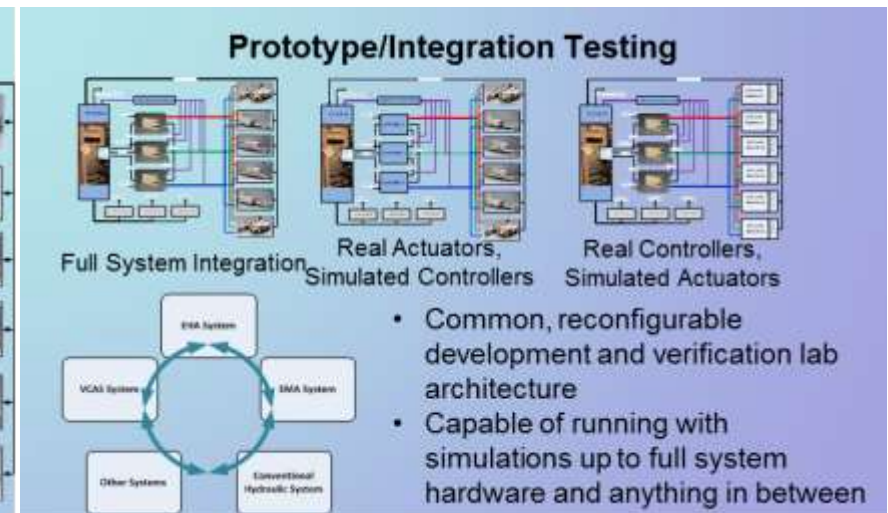 Prototype/Integration Testing
Full System Integration
Real Actuators,
Simulated Controllers
Real Controllers,
Simulated Actuators
EHA System
VCAS System
EMA System
Other Systems
Conventional
Hydraulic System
• Common, reconfigurable
development and verification lab
architecture
• Capable of running with
simulations up to full system
hardware and anything in between